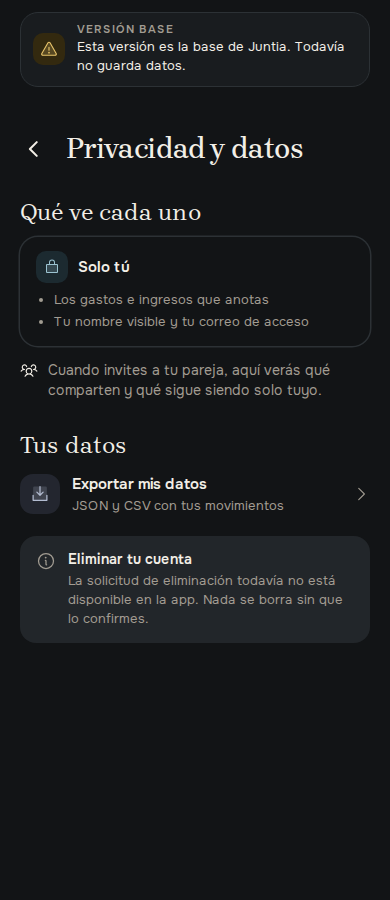 VERSIÓN BASE
Esta versión es la base de Juntia. Todavía
no guarda datos.
Privacidad y datos
Qué ve cada uno
Solo tú
• Los gastos e ingresos que anotas
• Tu nombre visible y tu correo de acceso
Cuando invites a tu pareja, aquí verás qué
comparten y qué sigue siendo solo tuyo.
Tus datos
Exportar mis datos
JSON y CSV con tus movimientos
Eliminar tu cuenta
La solicitud de eliminación todavía no está
disponible en la app. Nada se borra sin que
lo confirmes.